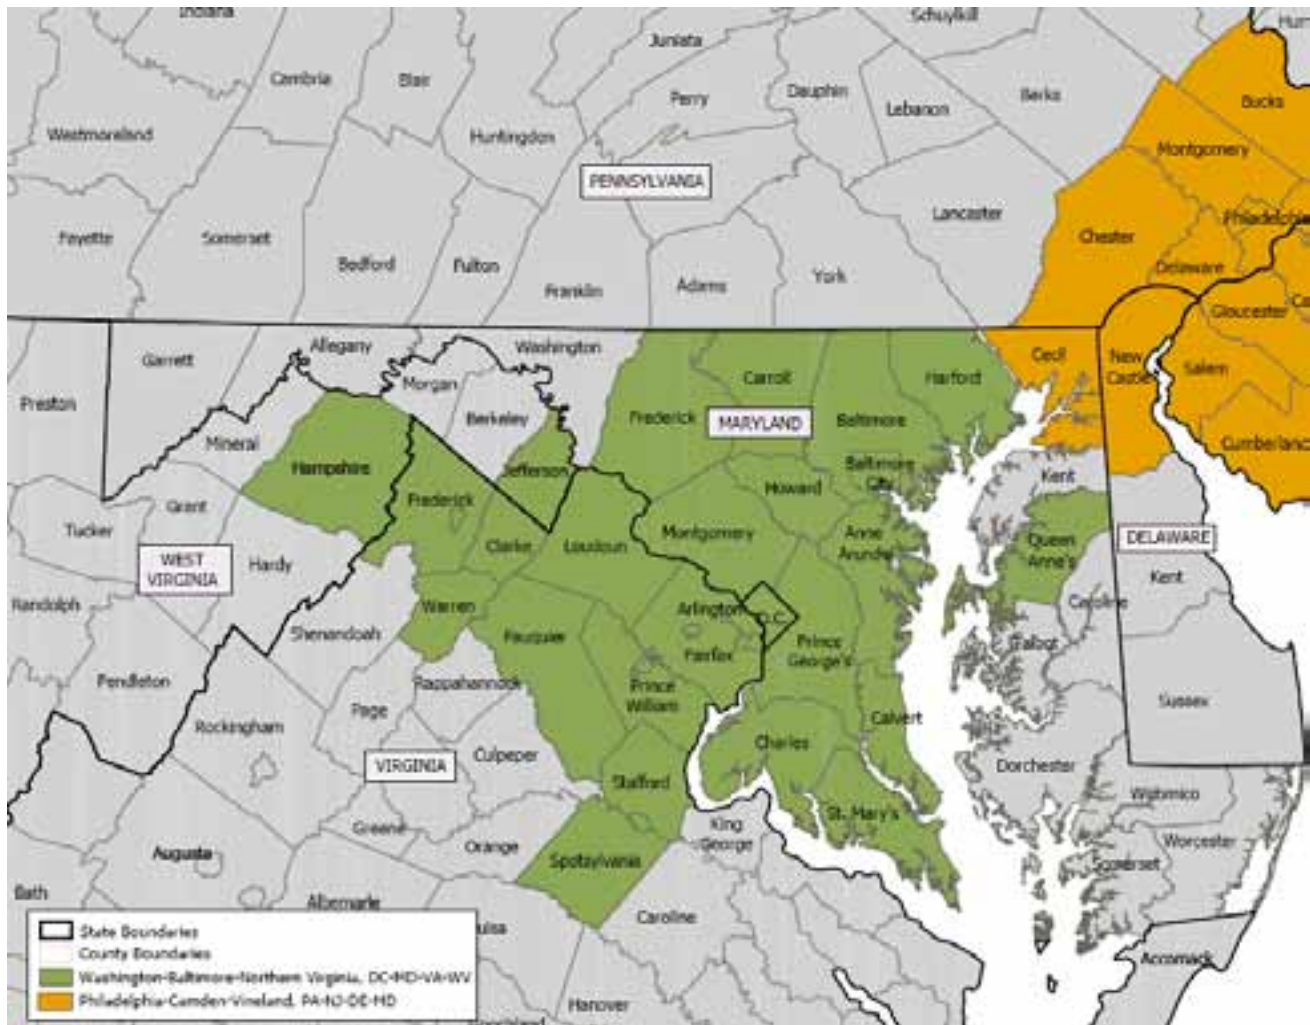 Indiana
Schuylkill
Juniata
Cambria
Blair
Perry
Dauphin
Lebanon
Berks
Bucks
Westmoreland
Huntingdon
Montgomery
PENNSYLVANIA
Fayette
Somerset
Bedford
Fulton
Franklin
Adams
York
Lancaster
Chester
Philadelphia
Delaware
Gloucester
Garrett
Allegany
Washington
Morgan
Carroll
Harford
Cecil
New
Castle
Salem
Preston
Mineral
Berkeley
Frederick
MARYLAND
Baltimore
Cumberland
Hampshire
Jefferson
Baltimore
City
Kent
Grant
Frederick
Howard
Tucker
Clarke
Loudoun
Montgomery
Anne
Arundel
Queen
Anne's
DELAWARE
WEST
VIRGINIA
Hardy
Kent
Randolph
Warren
Arlington
D.C.
Caroline
Shenandoah
Fauquier
Fairfax
Prince
George's
Talbot
Pendleton
Rappahannock
Prince
William
Sussex
Page
Rockingham
Calvert
Charles
Culpeper
VIRGINIA
Stafford
Dorchester
Wicomico
St. Mary's
Greene
Orange
King
George
Worcester
Augusta
Spotsylvania
Somerset
Bath
Albemarle
Caroline
uisa
State Boundaries
County Boundaries
Washington-Baltimore-Northern Virginia, DC-MD-VA-WV
Philadelphia-Camden-Vineland, PA-NJ-DE-MD
Accomack
Hanover